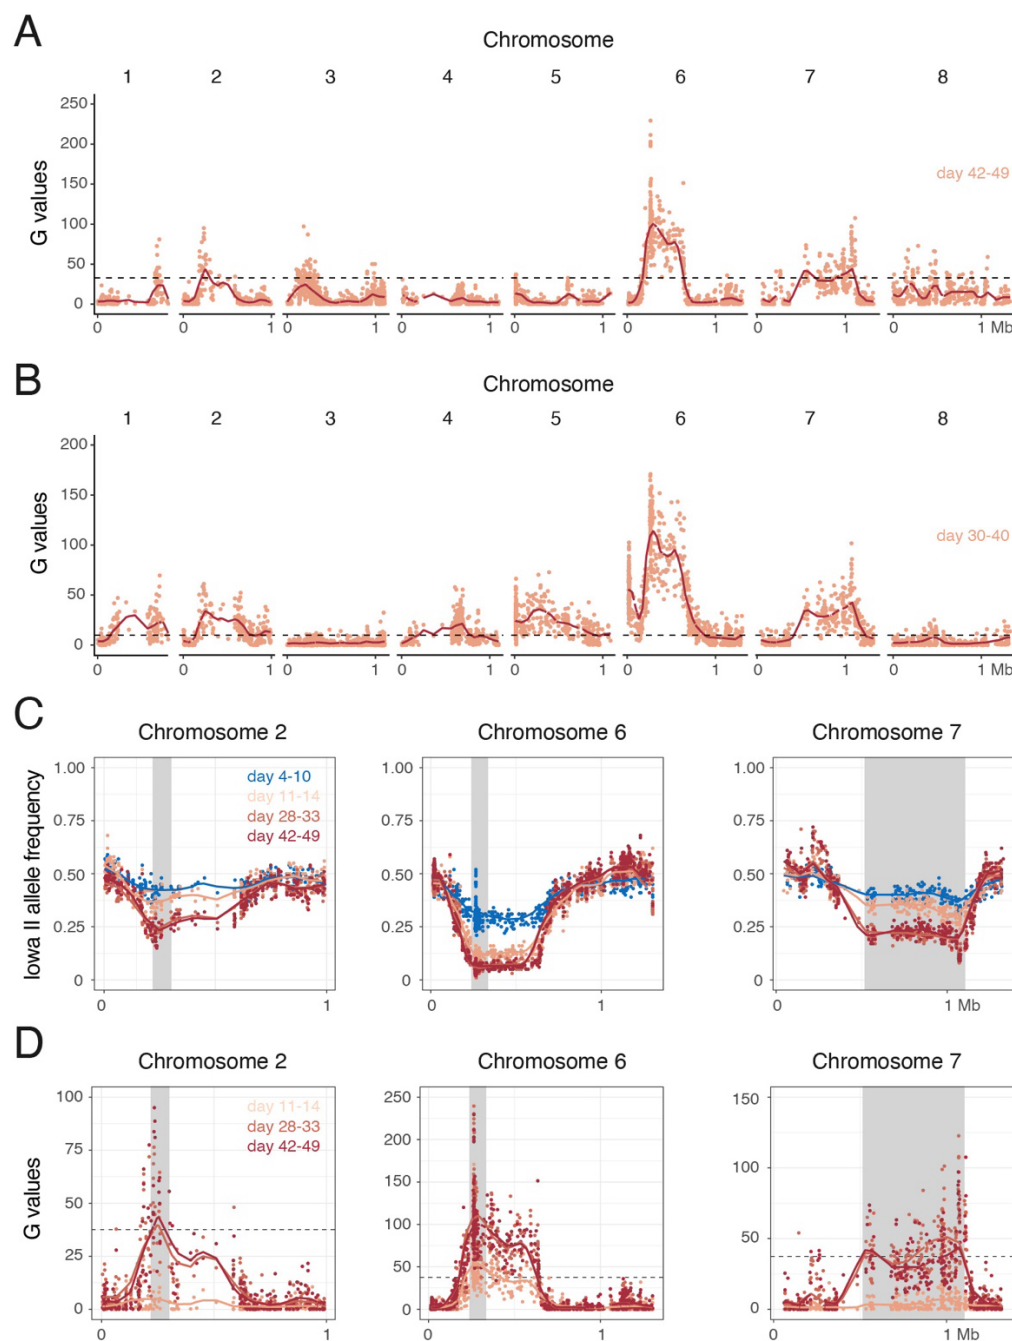 A
Chromosome
1 2 3 4 5 6 7 8
250
200
150
100
50
0
G values
day 42-49
0 0 1 0 1 0 0 1 0 1 0 1 0 1 Mb
B
Chromosome
1 2 3 4 5 6 7 8
200
150
100
50
0
G values
day 30-40
0 0 1 0 1 0 0 1 0 1 0 1 0 1 Mb
C
Chromosome 2 Chromosome 6 Chromosome 7
Iowa II allele frequency
1.00 1.00 1.00
0.75 0.75 0.75
0.50 0.50 0.50
0.25 0.25 0.25
0 0 0
day 4-10
day 11-14
day 28-33
day 42-49
0 1 0 1 0 1 Mb
D
Chromosome 2 Chromosome 6 Chromosome 7
G values
100
75
50
25
0
day 11-14
day 28-33
day 42-49
250
200
150
100
50
0
150
100
50
0
0 1 0 1 0 1 Mb